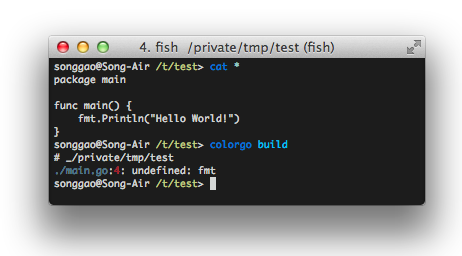 4. fish /private/tmp/test (fish)
songgao@Song-Air /t/test> cat *
package main
func main() {
    fmt.Println("Hello World!")
}
songgao@Song-Air /t/test> colorgo build
# _/private/tmp/test
./main.go:4: undefined: fmt
songgao@Song-Air /t/test>